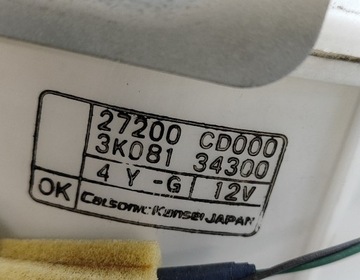 27200 CD000
3K081 34300
4 Y -G 12V
OK Calsonic Kansei JAPAN